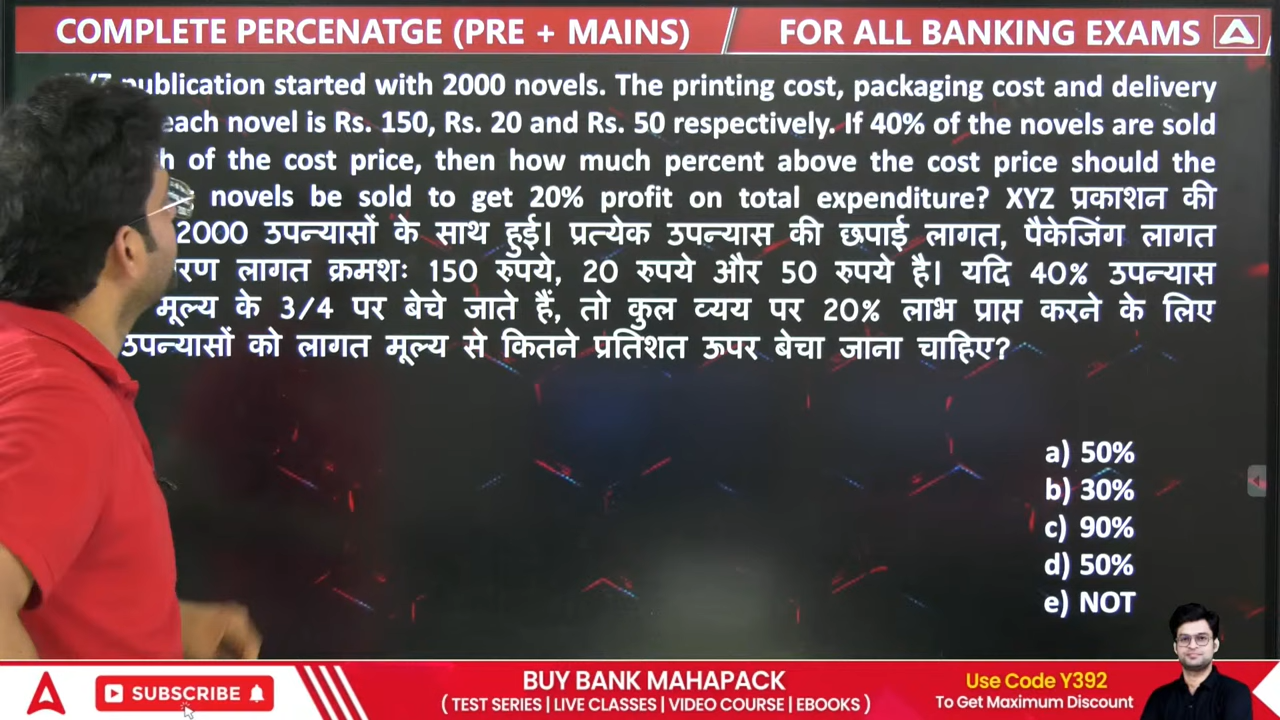 COMPLETE PERCENATGE (PRE + MAINS)
FOR ALL BANKING EXAMS
publication started with 2000 novels. The printing cost, packaging cost and delivery
each novel is Rs. 150, Rs. 20 and Rs. 50 respectively. If 40% of the novels are sold
of the cost price, then how much percent above the cost price should the
novels be sold to get 20% profit on total expenditure? XYZ प्रकाशन की
2000 उपन्यासों के साथ हुई। प्रत्येक उपन्यास की छपाई लागत, पैकेजिंग लागत
लागत क्रमशः 150 रुपये, 20 रुपये और 50 रुपये है। यदि 40% उपन्यास
मूल्य के 3/4 पर बेचे जाते हैं, तो कुल व्यय पर 20% लाभ प्राप्त करने के लिए
उपन्यासों को लागत मूल्य से कितने प्रतिशत ऊपर बेचा जाना चाहिए?
a) 50%
b) 30%
c) 90%
d) 50%
e) NOT
SUBSCRIBE
BUY BANK MAHAPACK
( TEST SERIES | LIVE CLASSES | VIDEO COURSE | EBOOKS )
Use Code Y392
To Get Maximum Discount